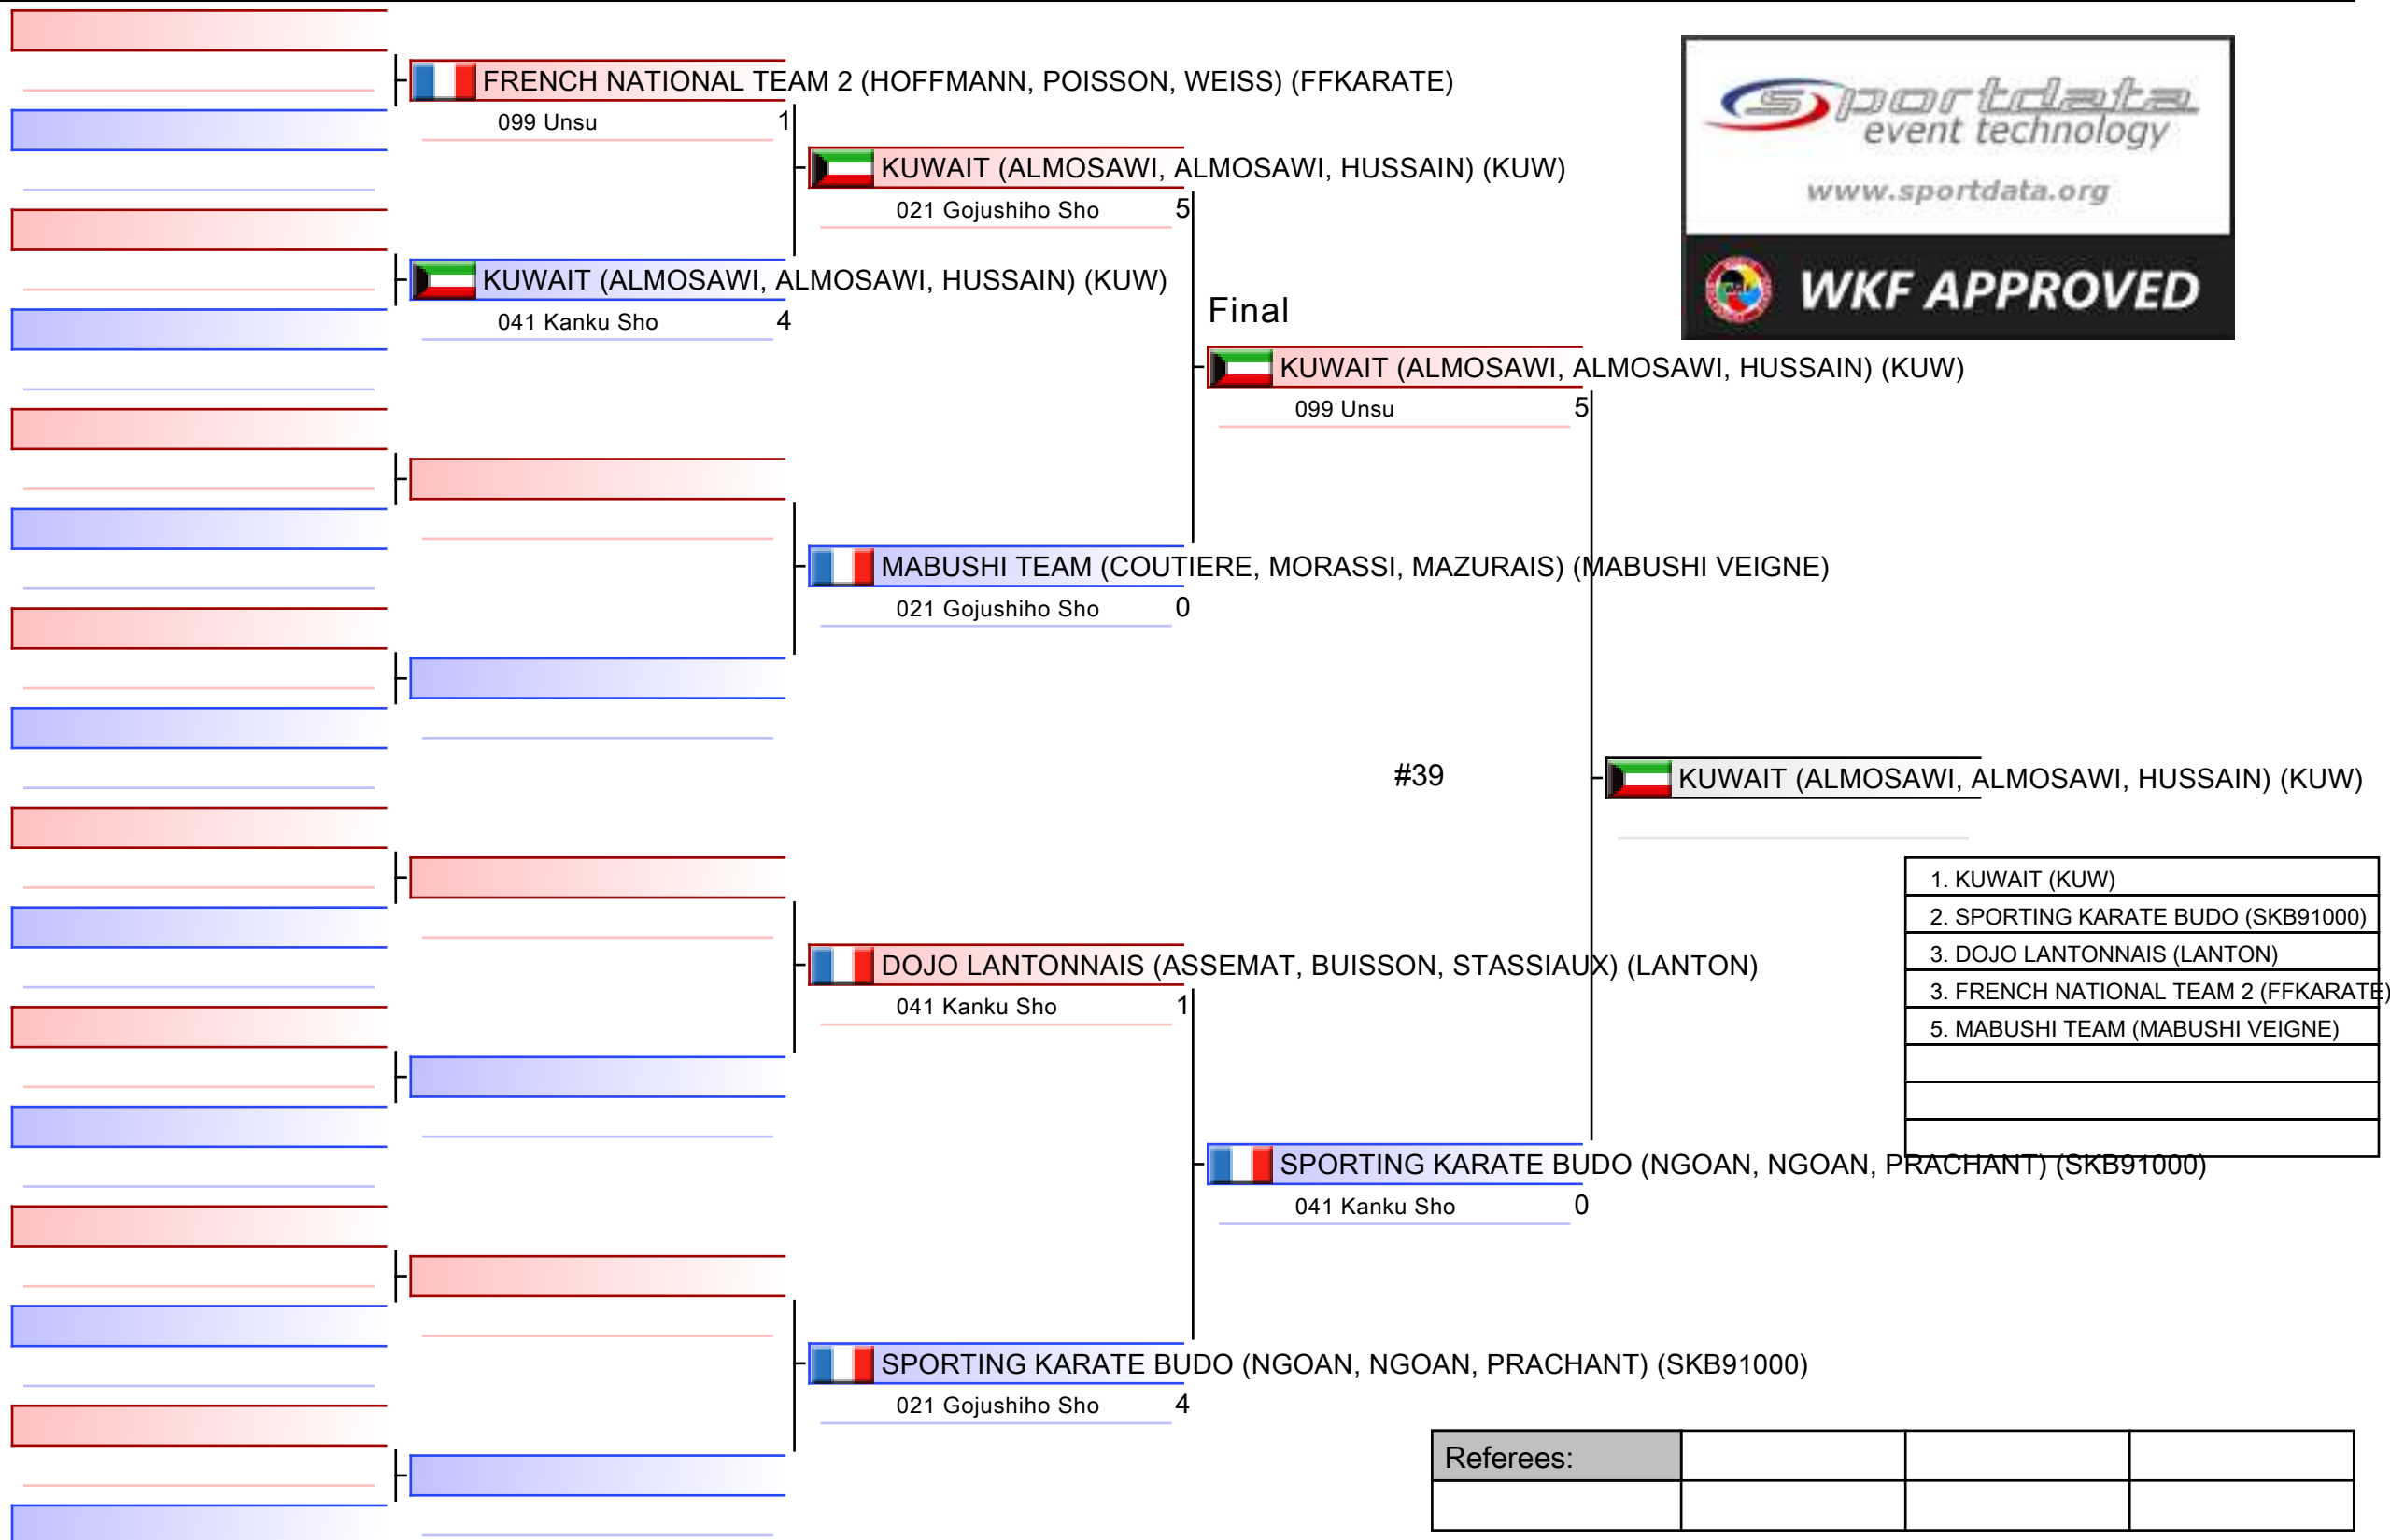 FRENCH NATIONAL TEAM 2 (HOFFMANN, POISSON, WEISS) (FFKARATE)
099 Unsu 1
KUWAIT (ALMOSAWI, ALMOSAWI, HUSSAIN) (KUW)
021 Gojushiho Sho 5
KUWAIT (ALMOSAWI, ALMOSAWI, HUSSAIN) (KUW)
041 Kanku Sho 4
sportdata
event technology
www.sportdata.org
WKF APPROVED
Final
KUWAIT (ALMOSAWI, ALMOSAWI, HUSSAIN) (KUW)
099 Unsu 5
MABUSHI TEAM (COUTIERE, MORASSI, MAZURAIS) (MABUSHI VEIGNE)
021 Gojushiho Sho 0
#39
KUWAIT (ALMOSAWI, ALMOSAWI, HUSSAIN) (KUW)
1. KUWAIT (KUW)
2. SPORTING KARATE BUDO (SKB91000)
3. DOJO LANTONNAIS (LANTON)
3. FRENCH NATIONAL TEAM 2 (FFKARATE)
5. MABUSHI TEAM (MABUSHI VEIGNE)
DOJO LANTONNAIS (ASSEMAT, BUISSON, STASSIAUX) (LANTON)
041 Kanku Sho 1
SPORTING KARATE BUDO (NGOAN, NGOAN, PRACHANT) (SKB91000)
041 Kanku Sho 0
SPORTING KARATE BUDO (NGOAN, NGOAN, PRACHANT) (SKB91000)
021 Gojushiho Sho 4
Referees: